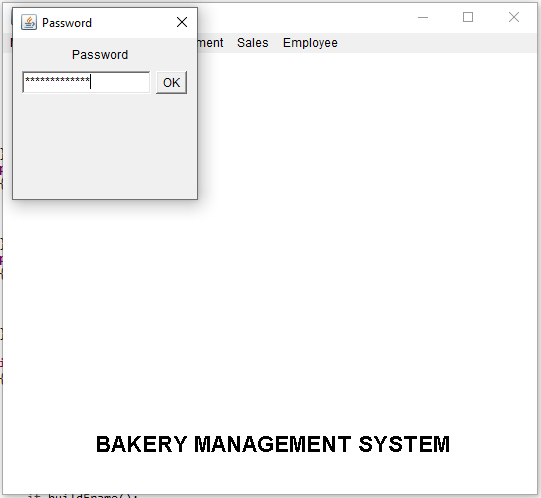 Password
Password
*************
OK
ment Sales Employee
BAKERY MANAGEMENT SYSTEM